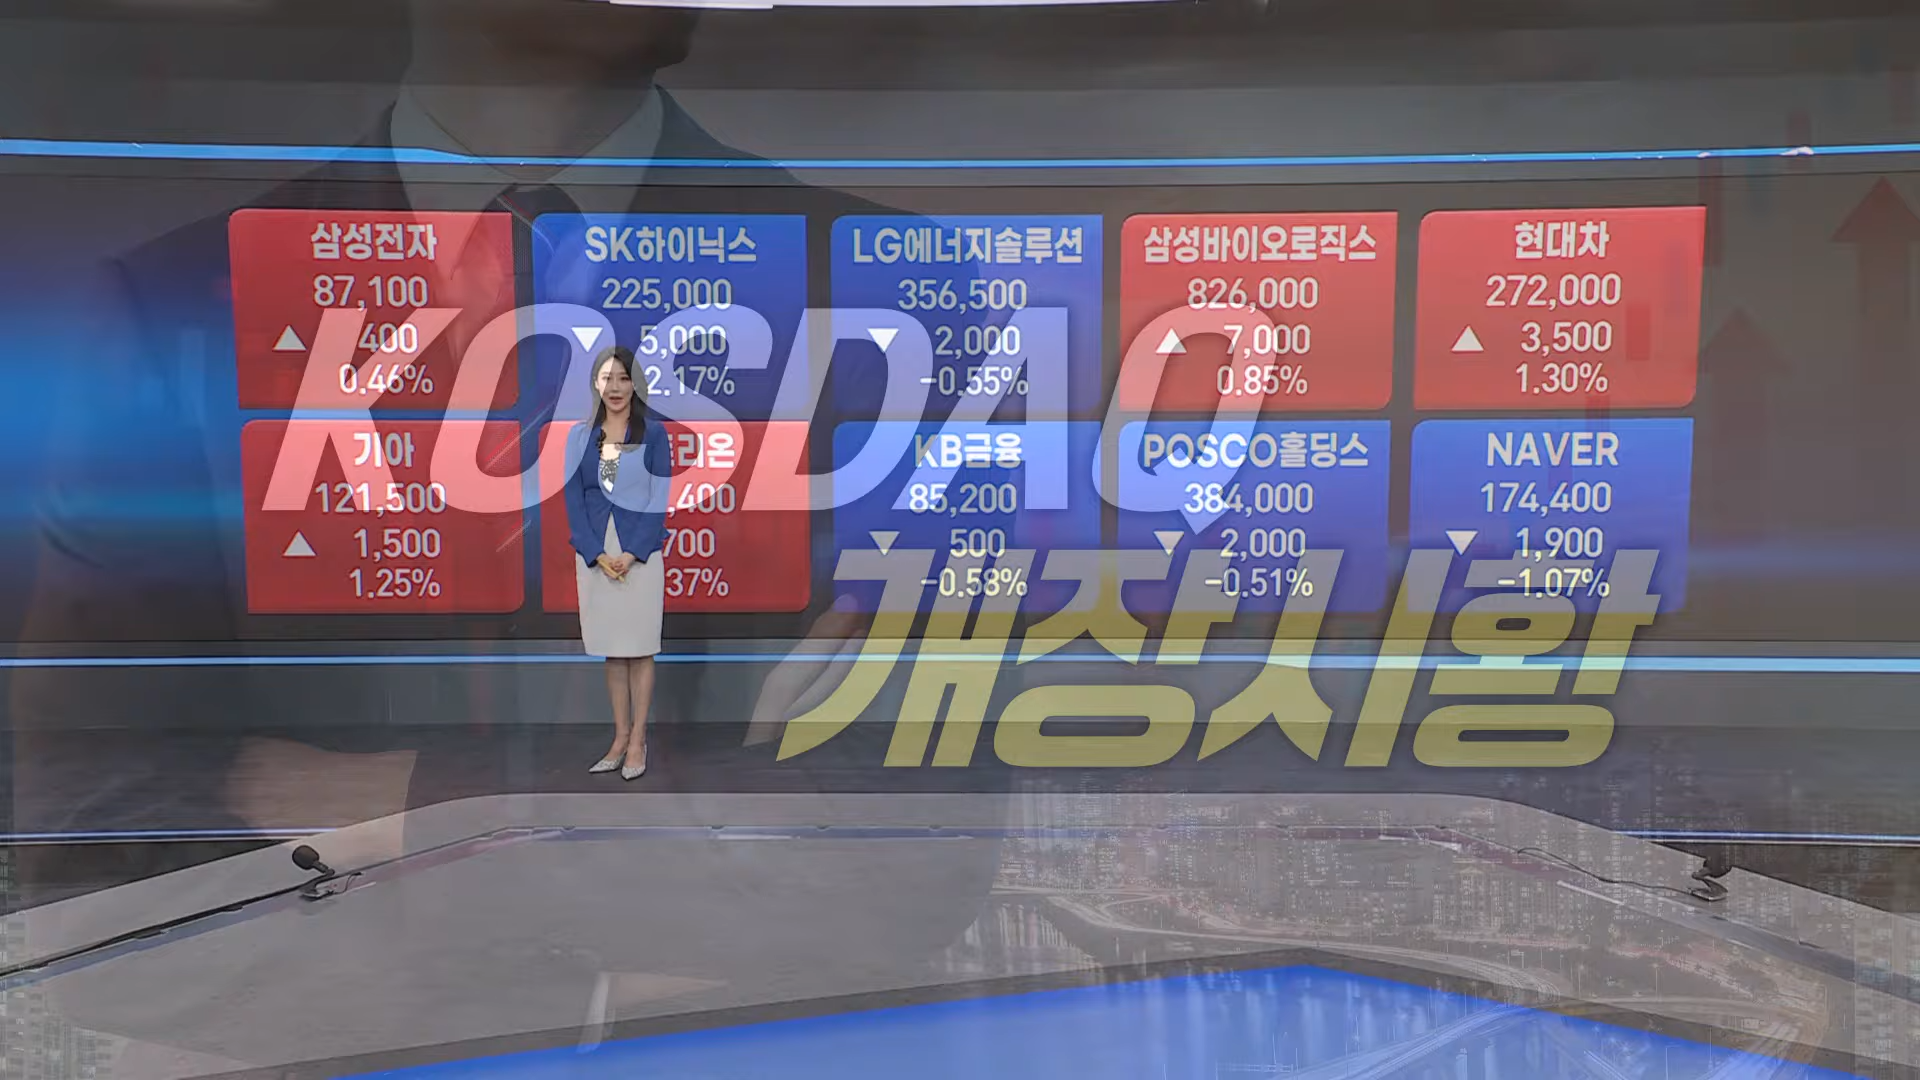 삼성전자
87,100
▲ 400
0.46%
SK하이닉스
225,000
▼ 5,000
2.17%
LG에너지솔루션
356,500
▼ 2,000
-0.55%
삼성바이오로직스
826,000
▲ 7,000
0.85%
현대차
272,000
▲ 3,500
1.30%
기아
121,500
▲ 1,500
1.25%
리온
,400
700
37%
KB금융
85,200
▼ 500
-0.58%
POSCO홀딩스
384,000
▼ 2,000
-0.51%
NAVER
174,400
▼ 1,900
-1.07%
KOSDAQ
개장시황